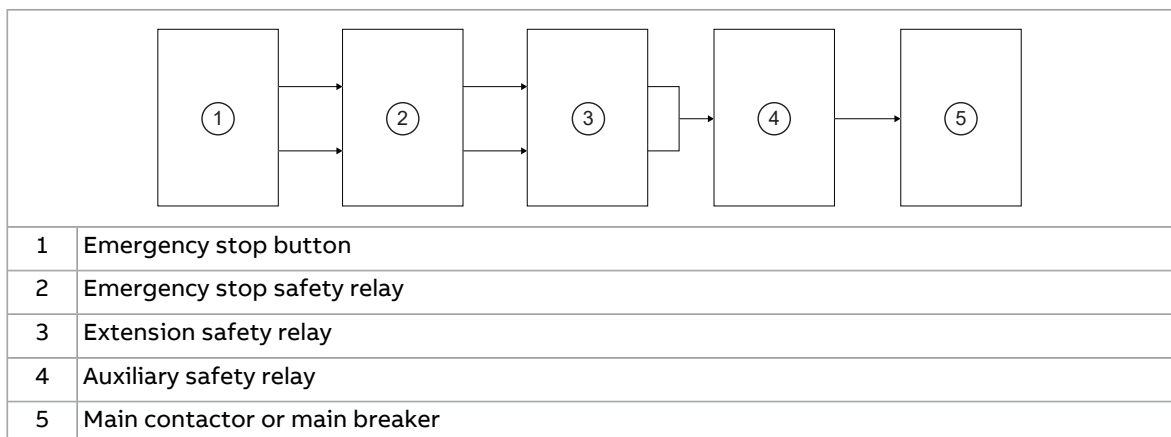 1 2 3 4 5
1 Emergency stop button
2 Emergency stop safety relay
3 Extension safety relay
4 Auxiliary safety relay
5 Main contactor or main breaker